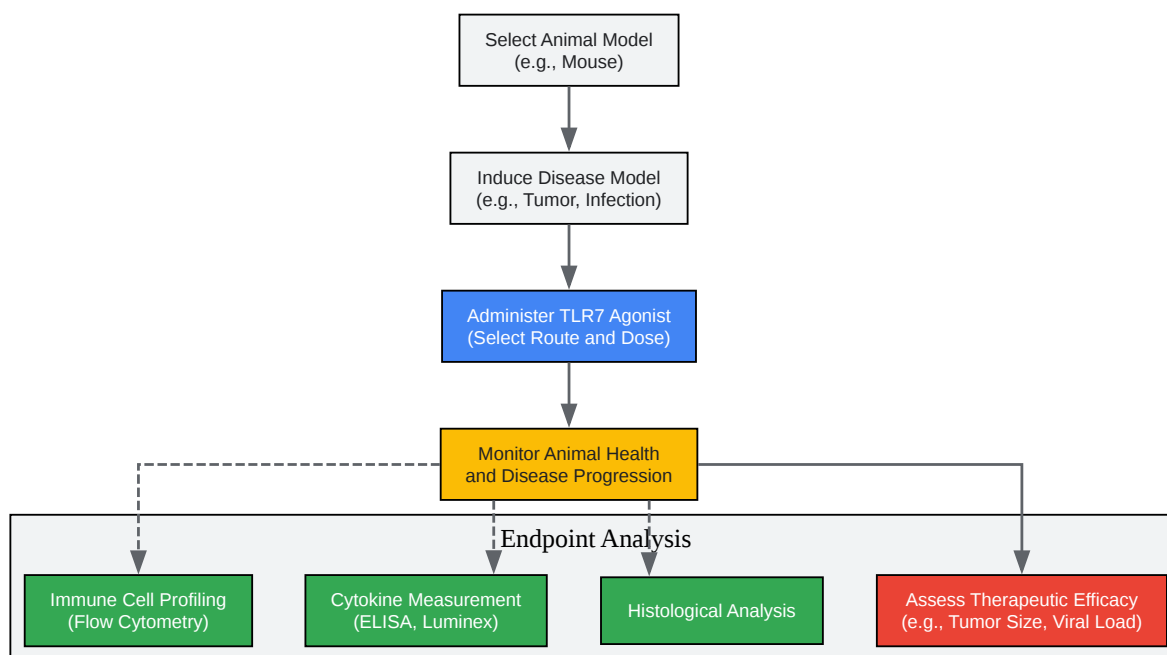 Select Animal Model
(e.g., Mouse)
Induce Disease Model
(e.g., Tumor, Infection)
Administer TLR7 Agonist
(Select Route and Dose)
Monitor Animal Health
and Disease Progression
Endpoint Analysis
Immune Cell Profiling
(Flow Cytometry)
Cytokine Measurement
(ELISA, Luminex)
Histological Analysis
Assess Therapeutic Efficacy
(e.g., Tumor Size, Viral Load)